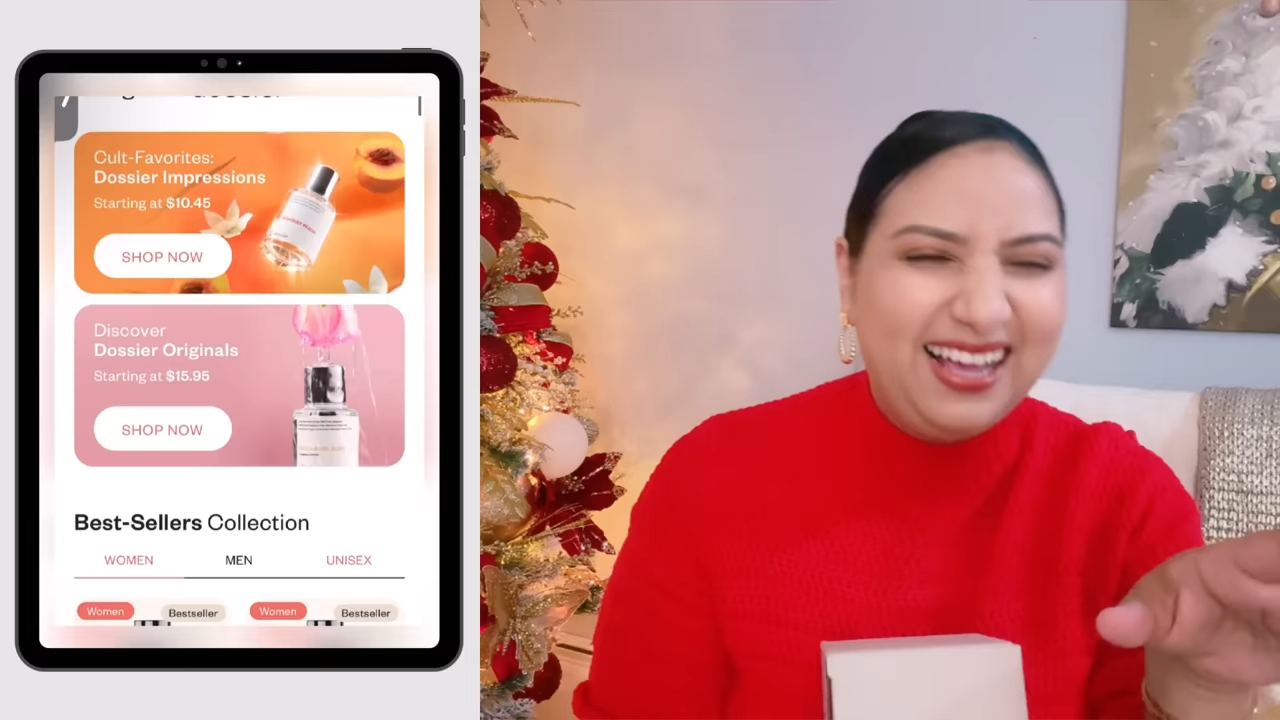 Cult-Favorites:
Dossier Impressions
Starting at $10.45
SHOP NOW
Discover
Dossier Originals
Starting at $15.95
SHOP NOW
Best-Sellers Collection
WOMEN MEN UNISEX
Women Bestseller Women Bestseller